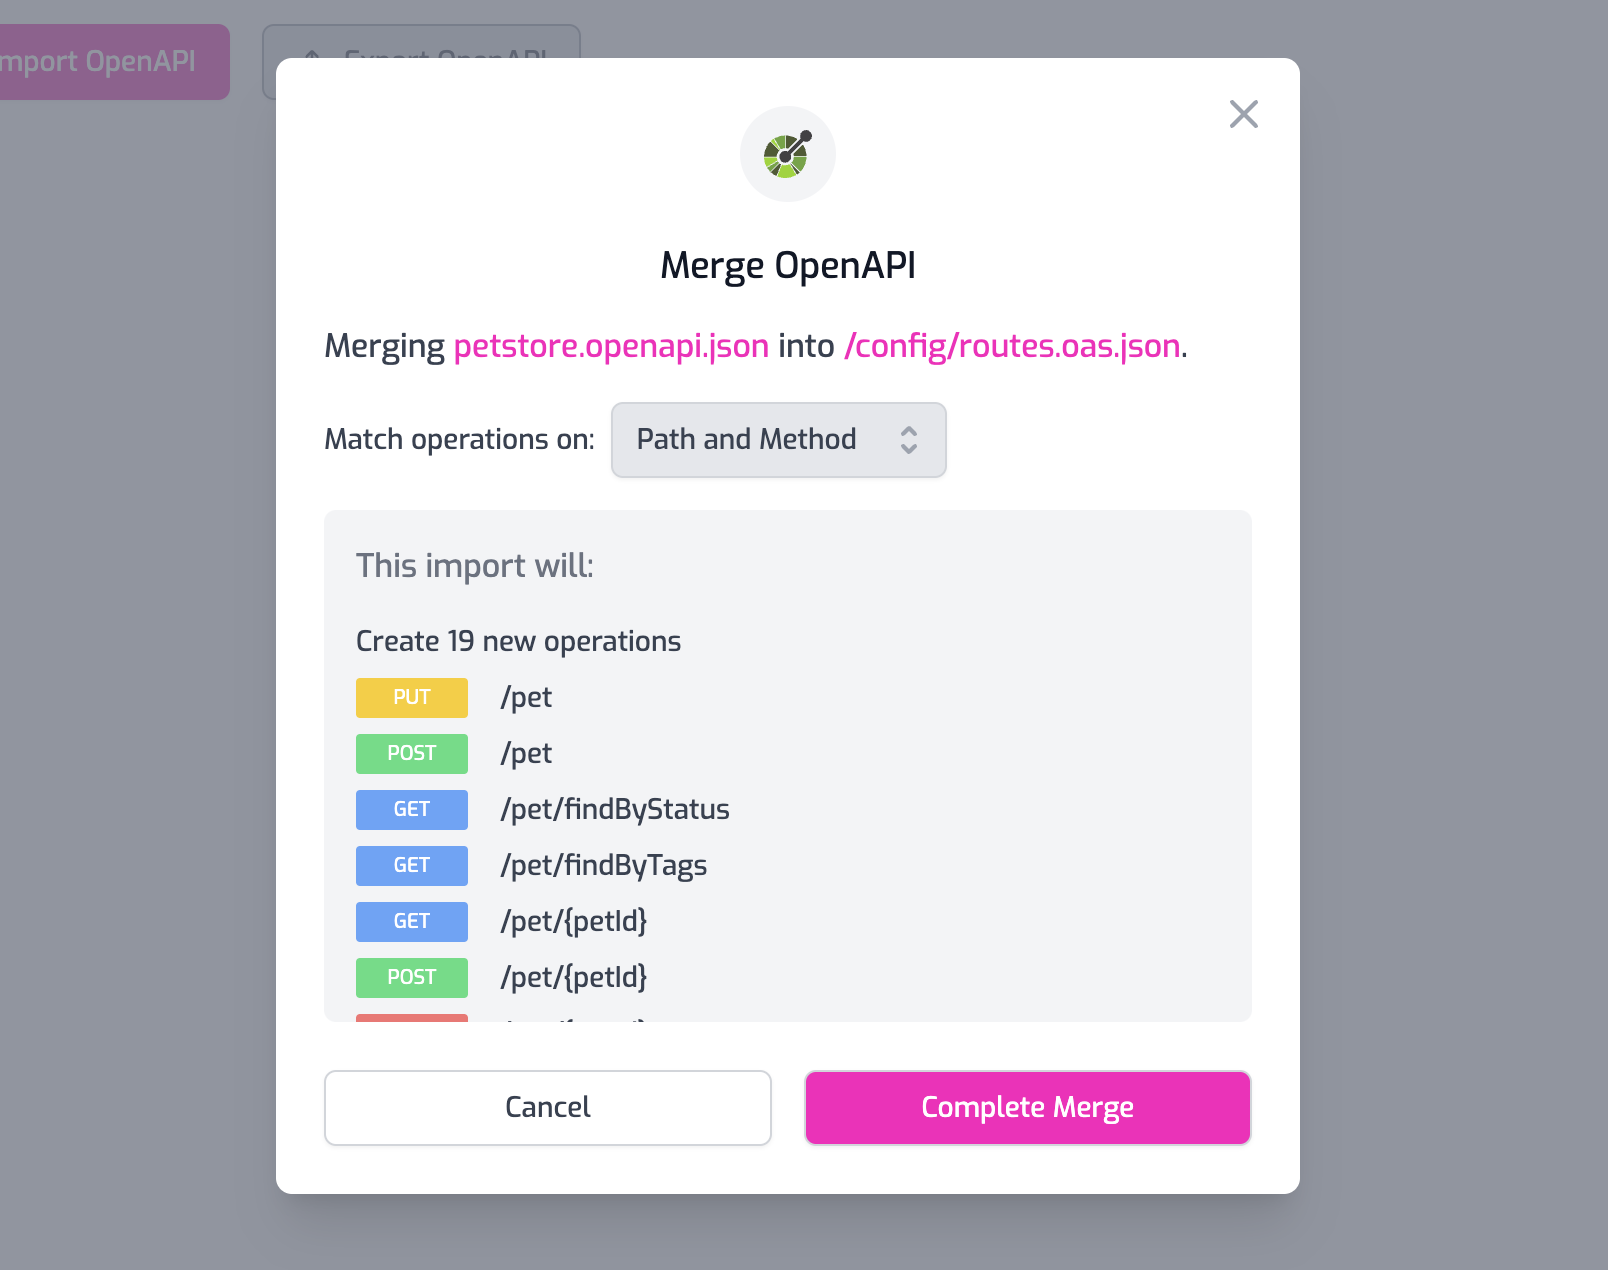 mport OpenAPI
Export OpenAPI
Merge OpenAPI
Merging petstore.openapi.json into /config/routes.oas.json.
Match operations on: Path and Method
This import will:
Create 19 new operations
PUT /pet
POST /pet
GET /pet/findByStatus
GET /pet/findByTags
GET /pet/{petId}
POST /pet/{petId}
Cancel Complete Merge